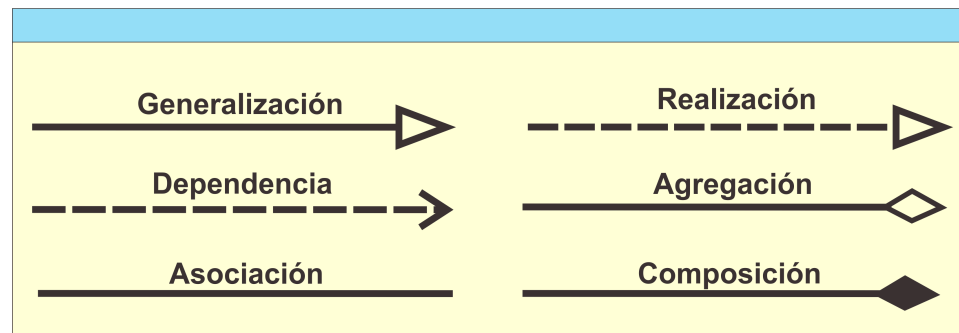 Generalización
Realización
Dependencia
Agregación
Asociación
Composición